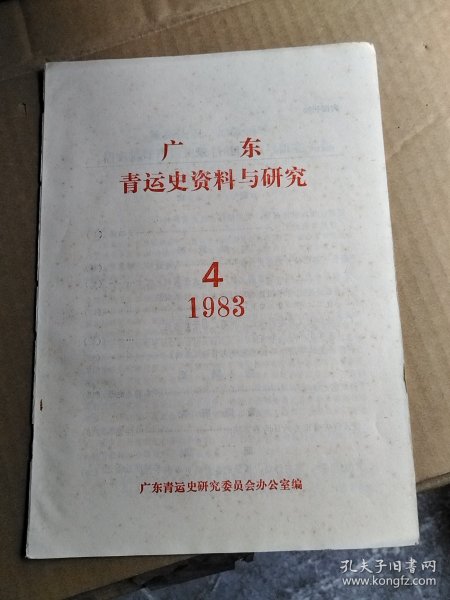 广 东
青运史资料与研究
4
1983
广东青运史研究委员会办公室编
孔夫子旧书网
www.kongfz.com